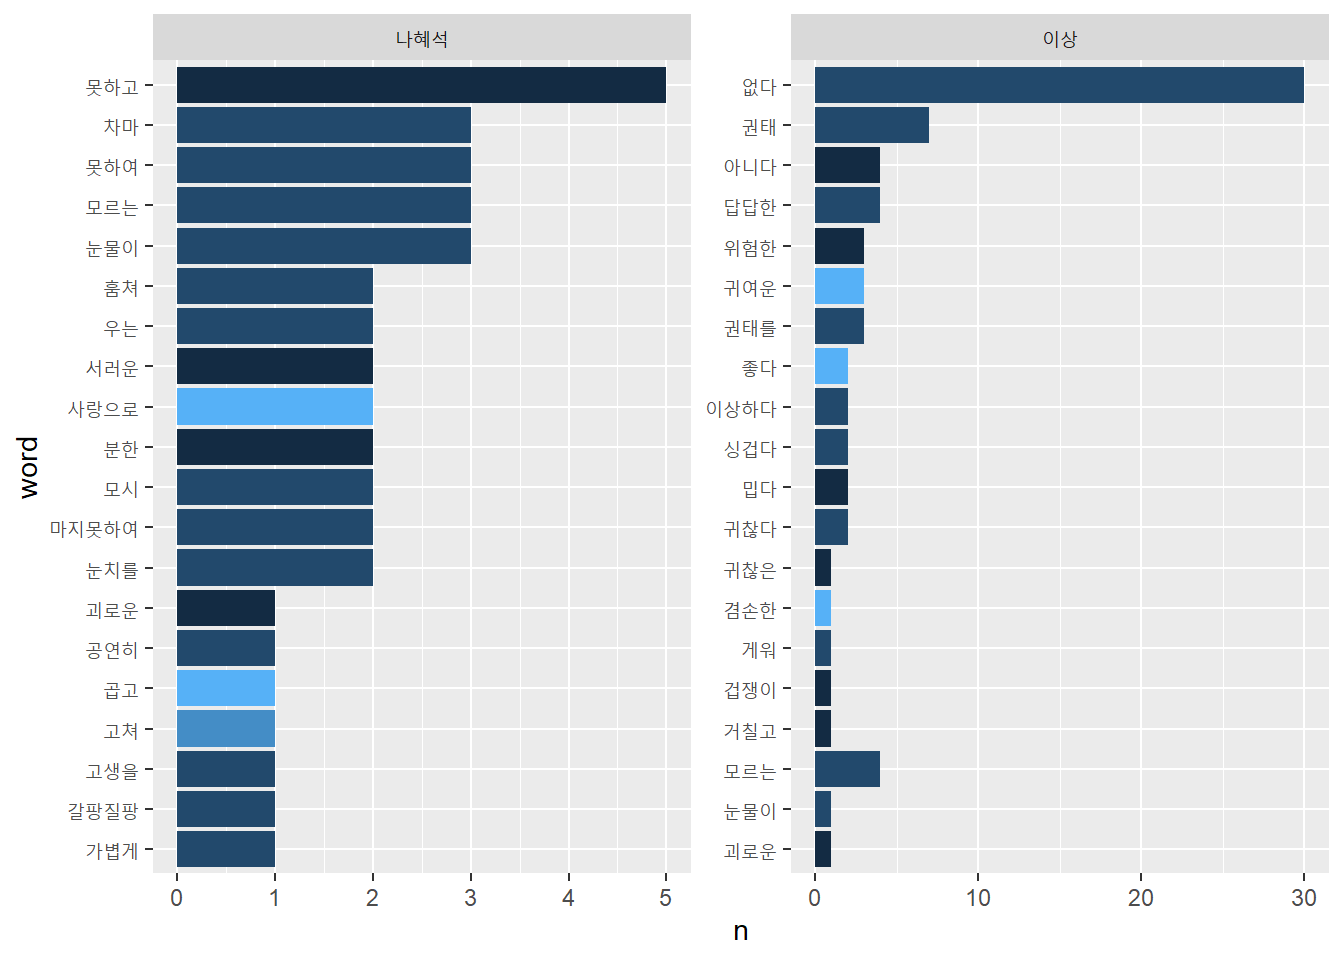 나혜석
못하고
차마
못하여
모르는
눈물이
훔쳐
우는
서러운
사랑으로
분한
모시
마지못하여
눈치를
괴로운
공연히
곱고
고쳐
고생을
갈팡질팡
가볍게
0 1 2 3 4 5
이상
없다
권태
아니다
답답한
위험한
귀여운
권태를
좋다
이상하다
싱겁다
밉다
귀찮다
귀찮은
겸손한
게워
겁쟁이
거칠고
모르는
눈물이
괴로운
0 10 20 30
word
n